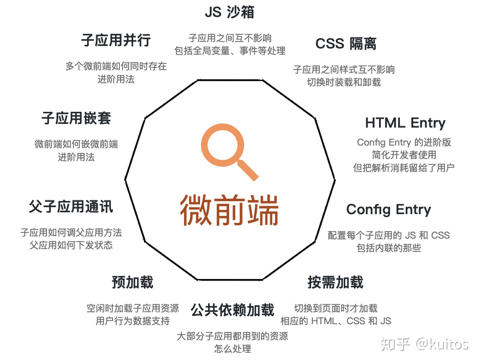 JS 沙箱
子应用之间互不影响
包括全局变量、事件等处理
CSS 隔离
子应用之间样式互不影响
切换时装载和卸载
HTML Entry
Config Entry 的进阶版
简化开发者使用
但把解析消耗留给了用户
Config Entry
配置每个子应用的 JS 和 CSS
包括内联的那些
按需加载
切换到页面时才加载
相应的 HTML、CSS 和 JS
公共依赖加载
大部分子应用都用到的资源
怎么处理
预加载
空闲时加载子应用资源
用户行为数据支持
父子应用通讯
子应用如何调父应用方法
父应用如何下发状态
子应用嵌套
微前端如何嵌微前端
进阶用法
子应用并行
多个微前端如何同时存在
进阶用法
微前端
知乎 @kuitos